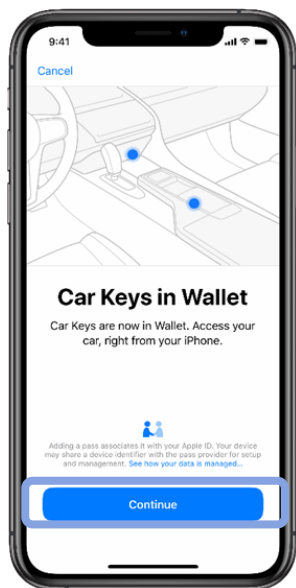 9:41
Cancel
Car Keys in Wallet
Car Keys are now in Wallet. Access your
car, right from your iPhone.
Adding a pass associates it with your Apple ID. Your device
may share a device identifier with the pass provider for setup
and management. See how your data is managed...
Continue